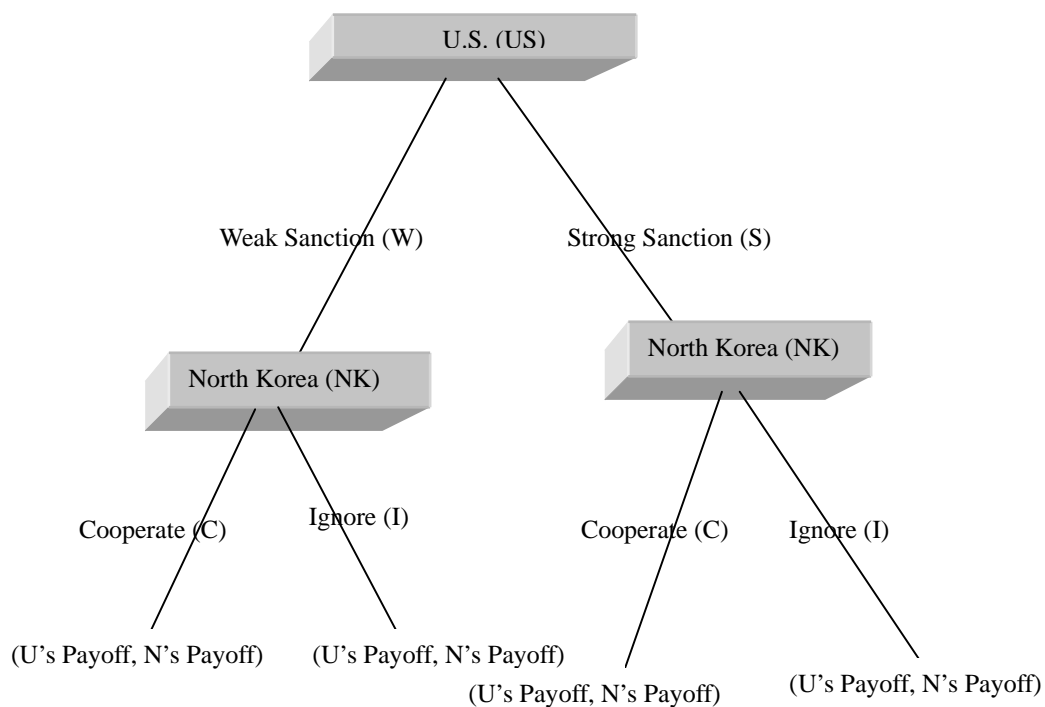 U.S. (US)
Weak Sanction (W)
Strong Sanction (S)
North Korea (NK)
North Korea (NK)
Cooperate (C)
Ignore (I)
Cooperate (C)
Ignore (I)
(U's Payoff, N's Payoff)
(U's Payoff, N's Payoff)
(U's Payoff, N's Payoff)
(U's Payoff, N's Payoff)